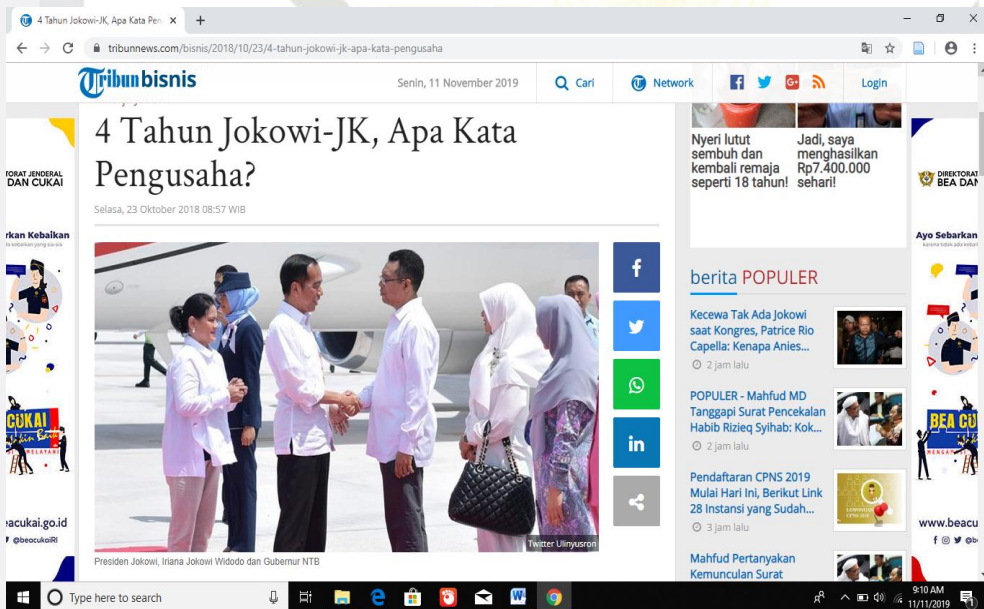 4 Tahun Jokowi-JK, Apa Kata Pen
tribunnews.com/bisnis/2018/10/23/4-tahun-jokowi-jk-apa-kata-pengusaha
Tribun bisnis
Senin, 11 November 2019
Cari
Network
Login
4 Tahun Jokowi-JK, Apa Kata
Pengusaha?
Selasa, 23 Oktober 2018 08:57 WIB
Twitter Ulinyusron
Presiden Jokowi, Iriana Jokowi Widodo dan Gubernur NTB
Nyeri lutut
sembuh dan
kembali remaja
seperti 18 tahun!
Jadi, saya
menghasilkan
Rp7.400.000
sehari!
berita POPULER
Kecewa Tak Ada Jokowi
saat Kongres, Patrice Rio
Capella: Kenapa Anies...
2 jam lalu
POPULER - Mahfud MD
Tanggapi Surat Pencekalan
Habib Rizieq Syihab: Kok...
2 jam lalu
Pendaftaran CPNS 2019
Mulai Hari Ini, Berikut Link
28 Instansi yang Sudah...
3 jam lalu
Mahfud Pertanyakan
Kemunculan Surat
TORAT JENDERAL
DAN CUKAI
rkan Kebaikan
CUKAI
MELAYANI
eacukai.go.id
@beacukaiRI
DIREKTORAT
BEA DAN
Ayo Sebarkan
BEA CU
www.beacu
Type here to search
9:10 AM
11/11/2019